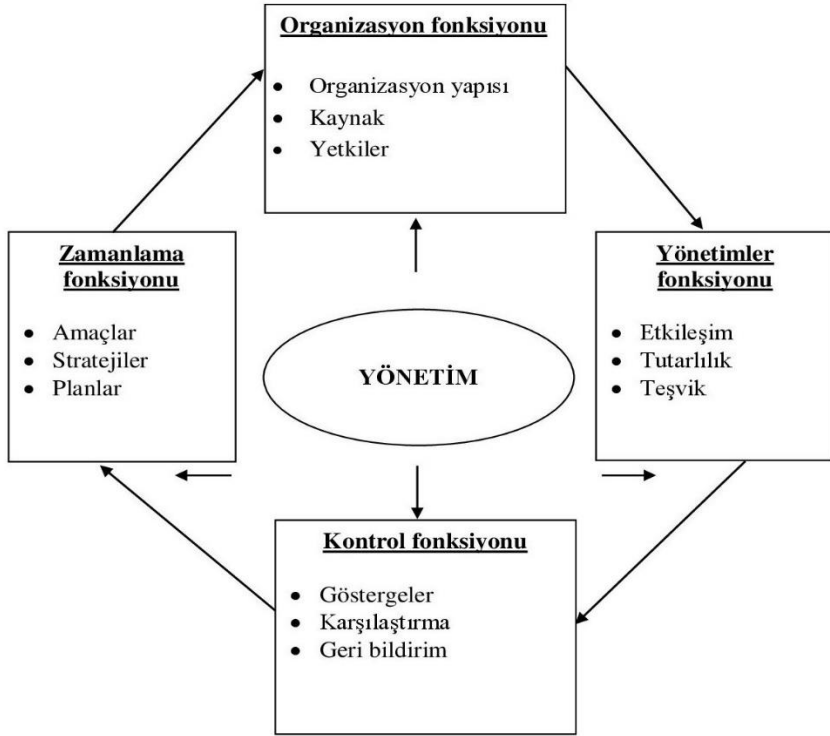 Organizasyon fonksiyonu
• Organizasyon yapısı
• Kaynak
• Yetkiler
Zamanlama
fonksiyonu
• Amaçlar
• Stratejiler
• Planlar
YÖNETİM
Yönetimler
fonksiyonu
• Etkileşim
• Tutarlılık
• Teşvik
Kontrol fonksiyonu
• Göstergeler
• Karşılaştırma
• Geri bildirim